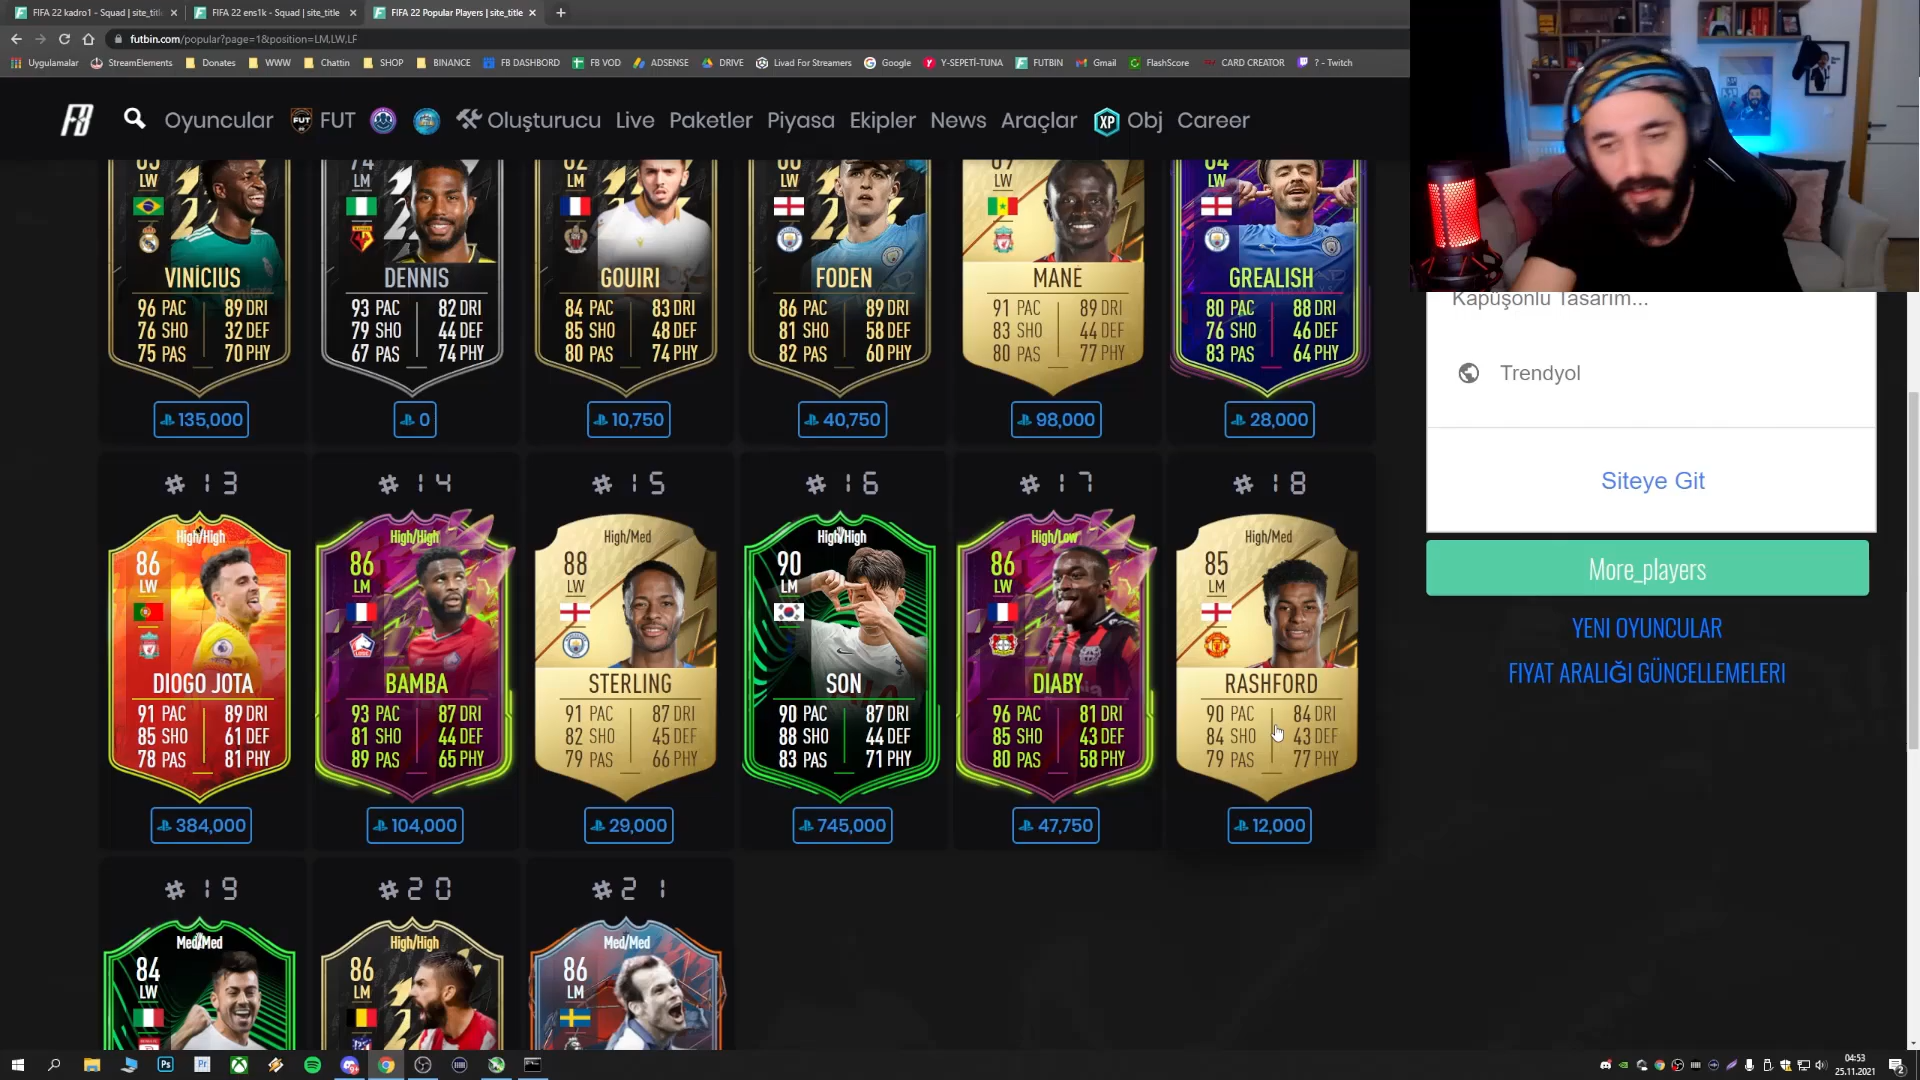 FIFA 22 kadro1 - Squad | site_titl
FIFA 22 ens1k - Squad | site_title
FIFA 22 Popular Players | site_title
futbin.com/popular?page=1&position=LM,LW,LF
Uygulamalar
StreamElements
Donates
WWW
Chattin
SHOP
BINANCE
FB DASHBORD
FB VOD
ADSENSE
DRIVE
Livad For Streamers
Google
Y-SEPETİ-TUNA
FUTBIN
Gmail
FlashScore
CARD CREATOR
? - Twitch
FB
Oyuncular
FUT
Oluşturucu
Live
Paketler
Piyasa
Ekipler
News
Araçlar
XP
Obj
Career
LW
VINÍCIUS
96 PAC 89 DRI
76 SHO 32 DEF
75 PAS 70 PHY
135,000
LM
DENNIS
93 PAC 82 DRI
79 SHO 44 DEF
67 PAS 74 PHY
0
LM
GOUIRI
84 PAC 83 DRI
85 SHO 48 DEF
80 PAS 74 PHY
10,750
LW
FODEN
86 PAC 89 DRI
81 SHO 58 DEF
82 PAS 60 PHY
40,750
LW
MANÉ
91 PAC 89 DRI
83 SHO 44 DEF
80 PAS 77 PHY
98,000
LW
GREALISH
80 PAC 88 DRI
76 SHO 46 DEF
83 PAS 64 PHY
28,000
#13
High/High
86
LW
DIOGO JOTA
91 PAC 89 DRI
85 SHO 61 DEF
78 PAS 81 PHY
384,000
#14
High/High
86
LM
BAMBA
93 PAC 87 DRI
81 SHO 44 DEF
89 PAS 65 PHY
104,000
#15
High/Med
88
LW
STERLING
91 PAC 87 DRI
82 SHO 45 DEF
79 PAS 66 PHY
29,000
#16
High/High
90
LM
SON
90 PAC 87 DRI
88 SHO 44 DEF
83 PAS 71 PHY
745,000
#17
High/Low
86
LW
DIABY
96 PAC 81 DRI
85 SHO 43 DEF
80 PAS 58 PHY
47,750
#18
High/Med
85
LM
RASHFORD
90 PAC 84 DRI
84 SHO 43 DEF
79 PAS 77 PHY
12,000
#19
Med/Med
84
LW
#20
High/High
86
LM
#21
Med/Med
86
LM
Kapüşonlu Tasarım...
Trendyol
Siteye Git
More_players
YENI OYUNCULAR
FIYAT ARALIĞI GÜNCELLEMELERI
04:53
25.11.2021